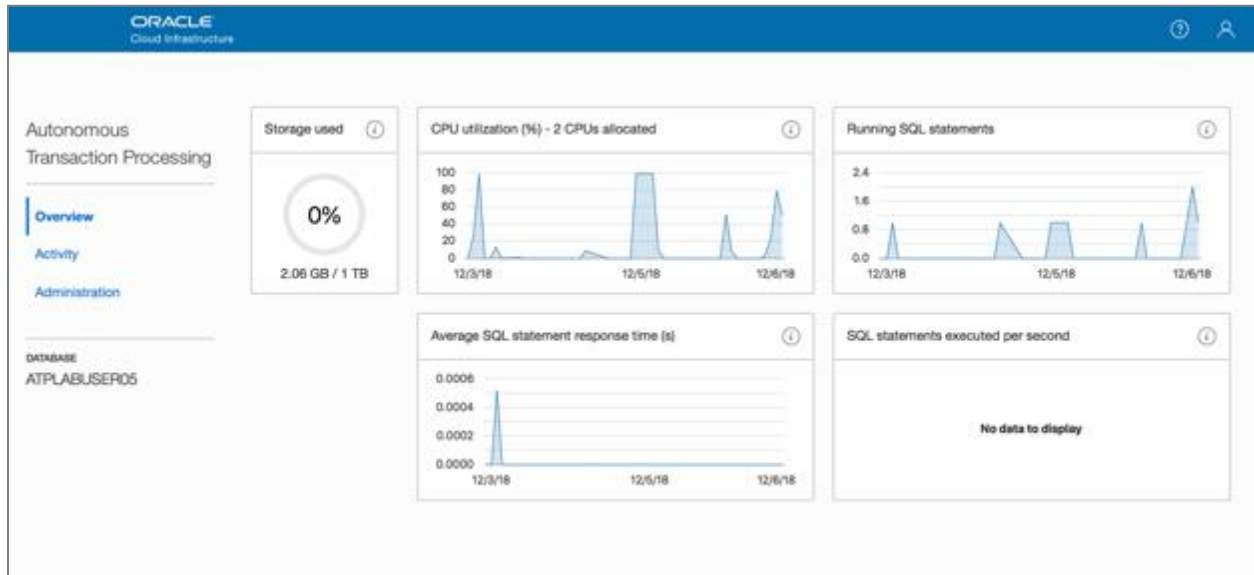 ORACLE
Cloud Infrastructure
Autonomous
Transaction Processing
Overview
Activity
Administration
DATABASE
ATPLABUSER05
Storage used
0%
2.06 GB / 1 TB
CPU utilization (%) - 2 CPUs allocated
100
80
60
40
20
0
12/3/18 12/5/18 12/6/18
Running SQL statements
2.4
1.6
0.8
0.0
12/3/18 12/5/18 12/6/18
Average SQL statement response time (s)
0.0006
0.0004
0.0002
0.0000
12/3/18 12/5/18 12/6/18
SQL statements executed per second
No data to display